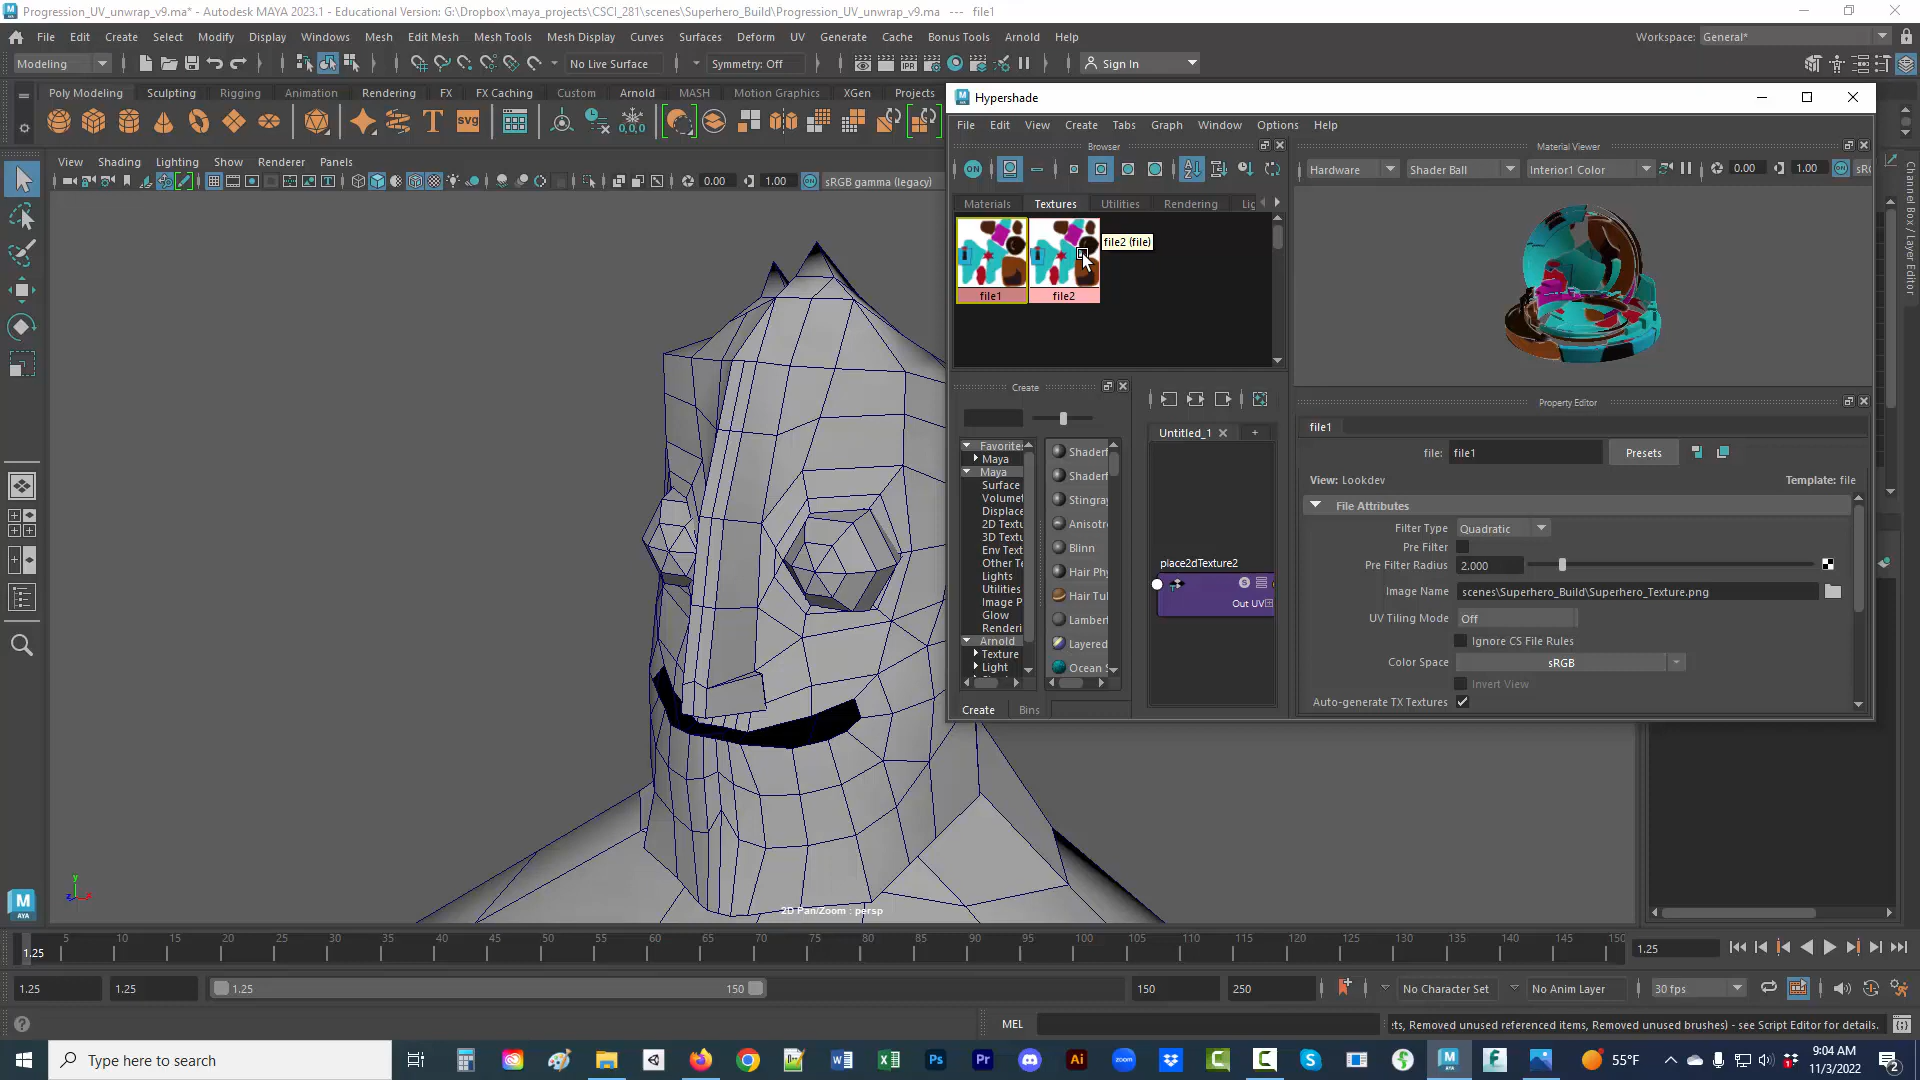 Progression_UV_unwrap_v9.ma* - Autodesk MAYA 2023.1 - Educational Version: G:\Dropbox\maya_projects\CSCI_281\scenes\Superhero_Build\Progression_UV_unwrap_v9.ma --- file1
File Edit Create Select Modify Display Windows Mesh Edit Mesh Mesh Tools Mesh Display Curves Surfaces Deform UV Generate Cache Bonus Tools Arnold Help
Workspace: General*
Modeling No Live Surface Symmetry: Off Sign In
Poly Modeling Sculpting Rigging Animation Rendering FX FX Caching Custom Arnold MASH Motion Graphics XGen Projects
View Shading Lighting Show Renderer Panels
0.00 1.00 sRGB gamma (legacy)
2D Pan/Zoom : persp
Hypershade
File Edit View Create Tabs Graph Window Options Help
Browser
Materials Textures Utilities Rendering Lig
file2 (file)
file1 file2
Material Viewer
Hardware Shader Ball Interior1 Color 0.00 1.00 sR
Create
Favorite
Maya
Maya
Surface
Volumet
Displace
2D Textu
3D Textu
Env Text
Other Te
Lights
Utilities
Image P
Glow
Renderi
Arnold
Texture
Light
Shaderf
Shaderf
Stingray
Anisotro
Blinn
Hair Phy
Hair Tul
Lambert
Layered
Ocean S
Create Bins
Untitled_1 +
place2dTexture2
Out UV
Property Editor
file1
file: file1 Presets
View: Lookdev Template: file
File Attributes
Filter Type Quadratic
Pre Filter
Pre Filter Radius 2.000
Image Name scenes\Superhero_Build\Superhero_Texture.png
UV Tiling Mode Off
Ignore CS File Rules
Color Space sRGB
Invert View
Auto-generate TX Textures
Channel Box / Layer Editor
5 10 15 20 25 30 35 40 45 50 55 60 65 70 75 80 85 90 95 100 105 110 115 120 125 130 135 140 145 150
1.25 1.25
1.25 1.25 1.25 150 150 250 No Character Set No Anim Layer 30 fps
MEL ts, Removed unused referenced items, Removed unused brushes) - see Script Editor for details.
Type here to search
55°F
9:04 AM
11/3/2022
2